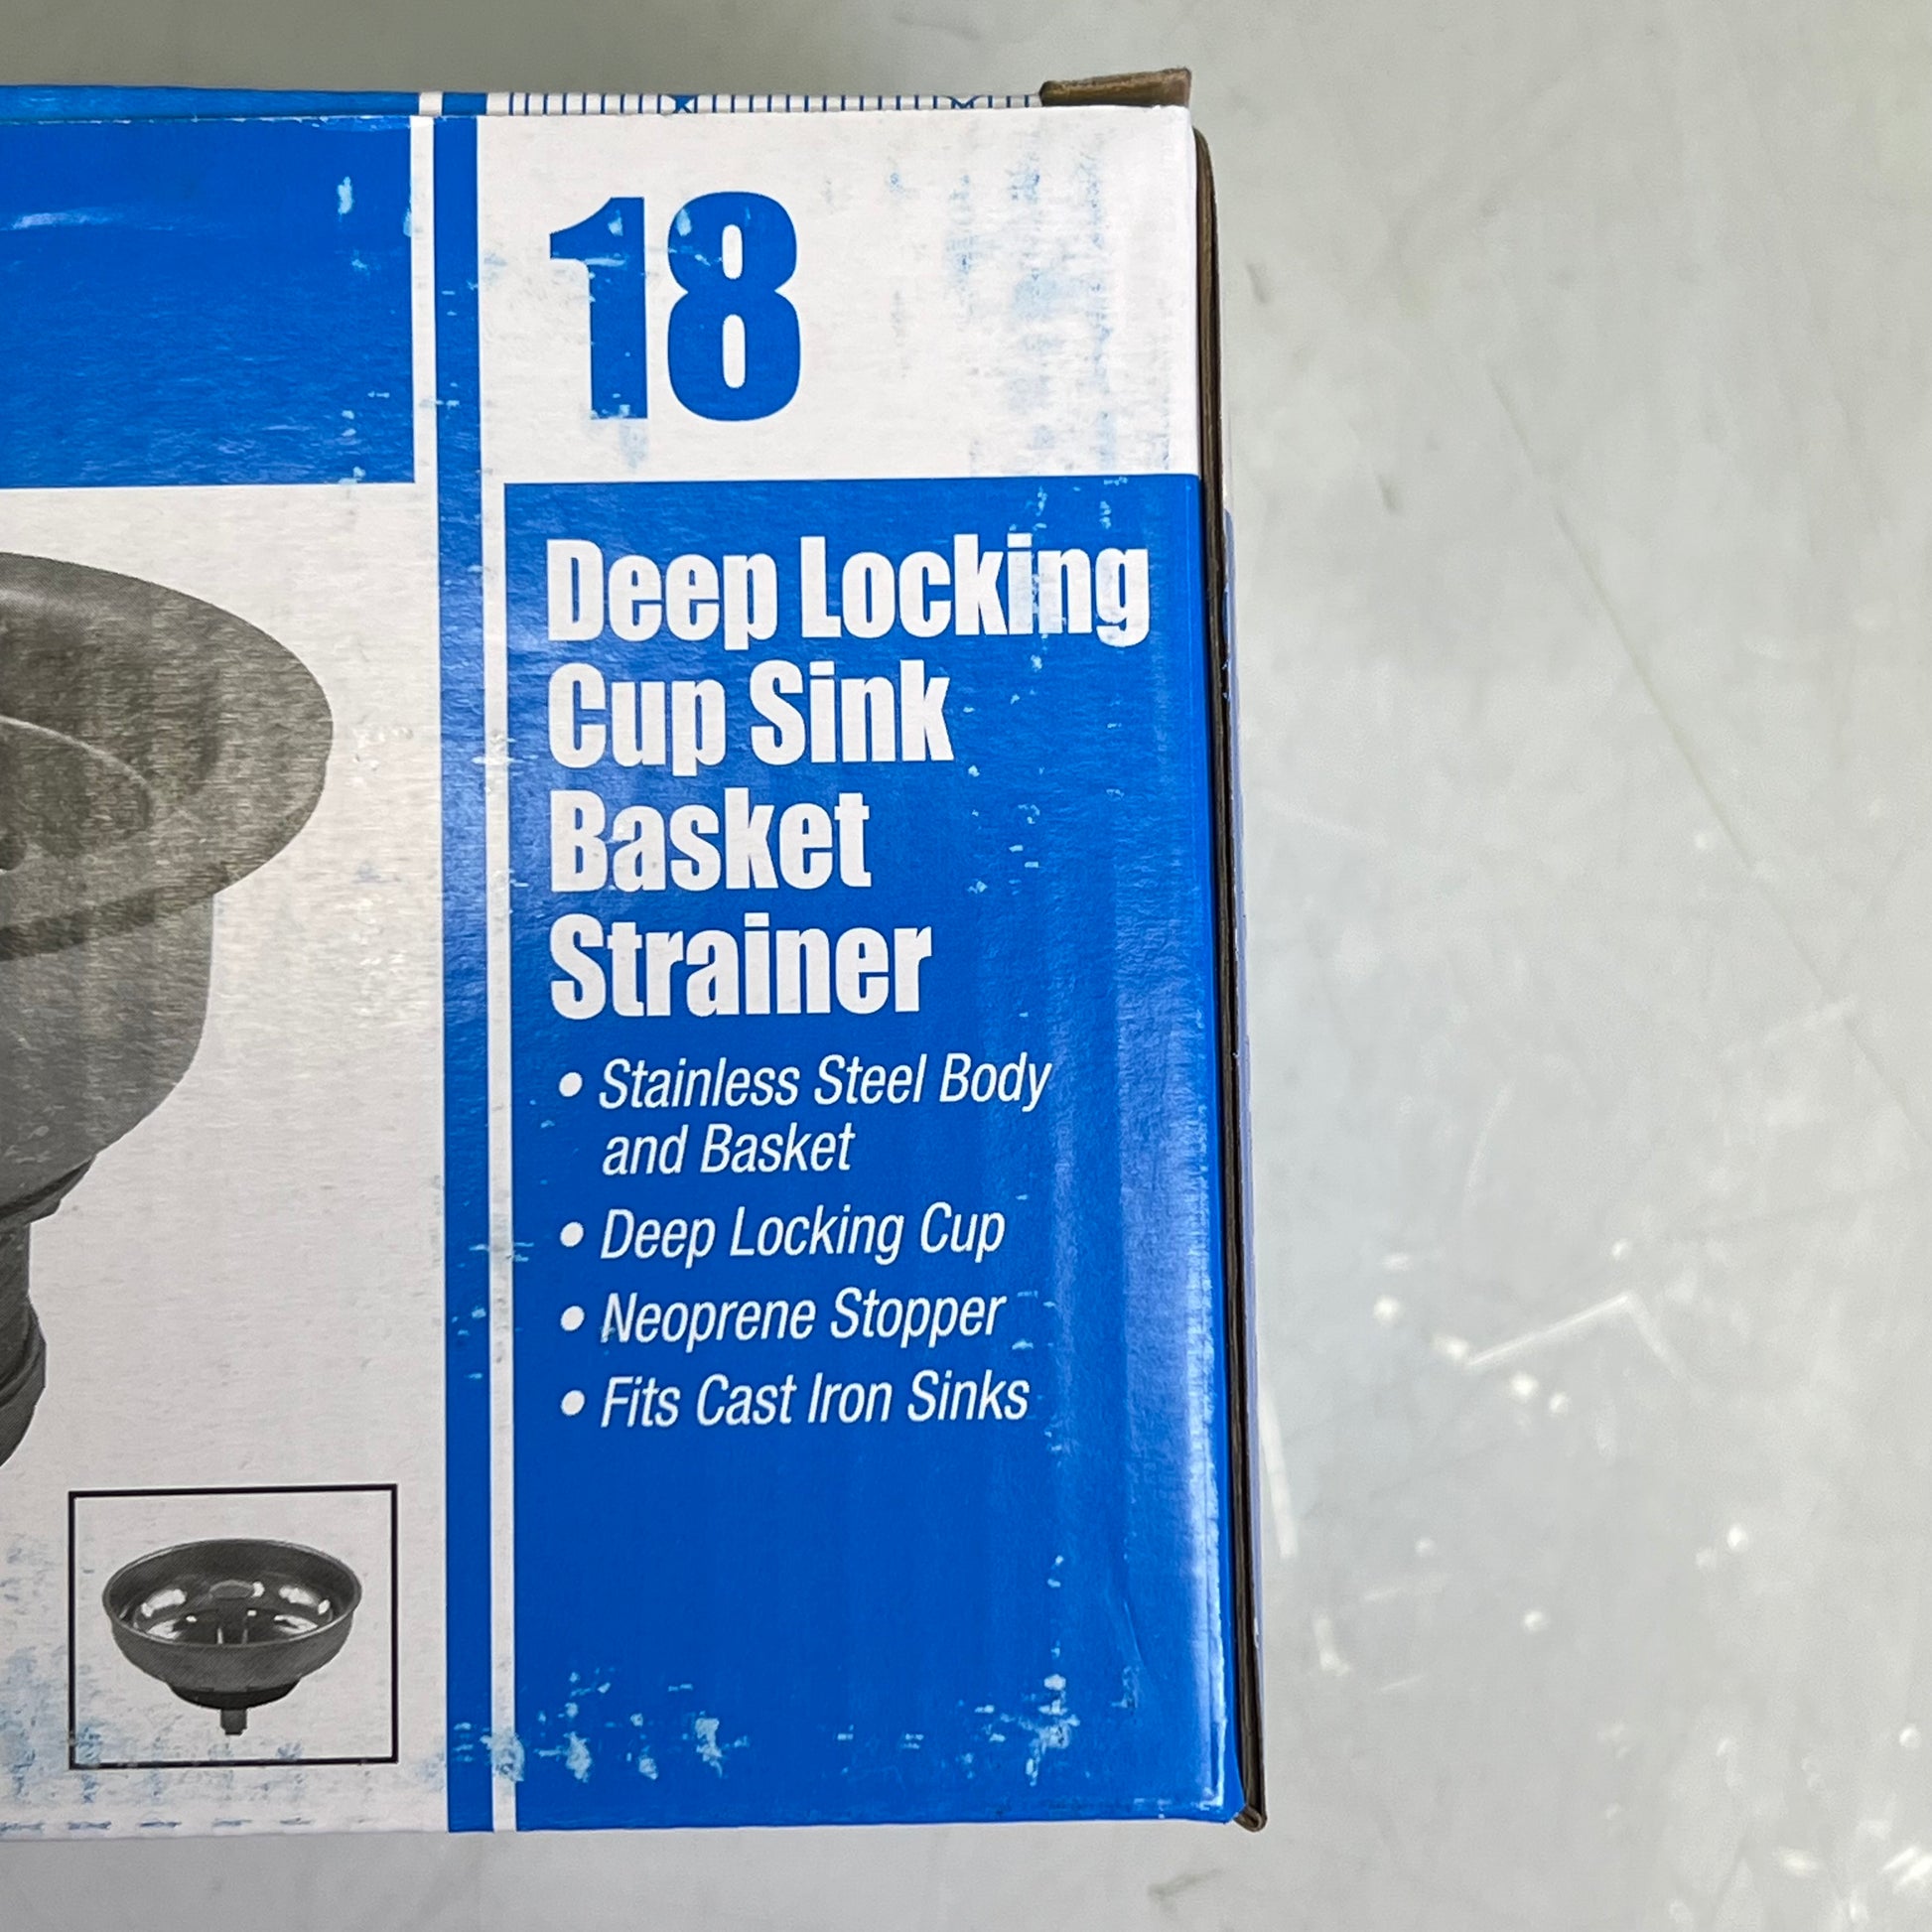 18
Deep Locking
Cup Sink
Basket
Strainer
• Stainless Steel Body
and Basket
• Deep Locking Cup
• Neoprene Stopper
• Fits Cast Iron Sinks